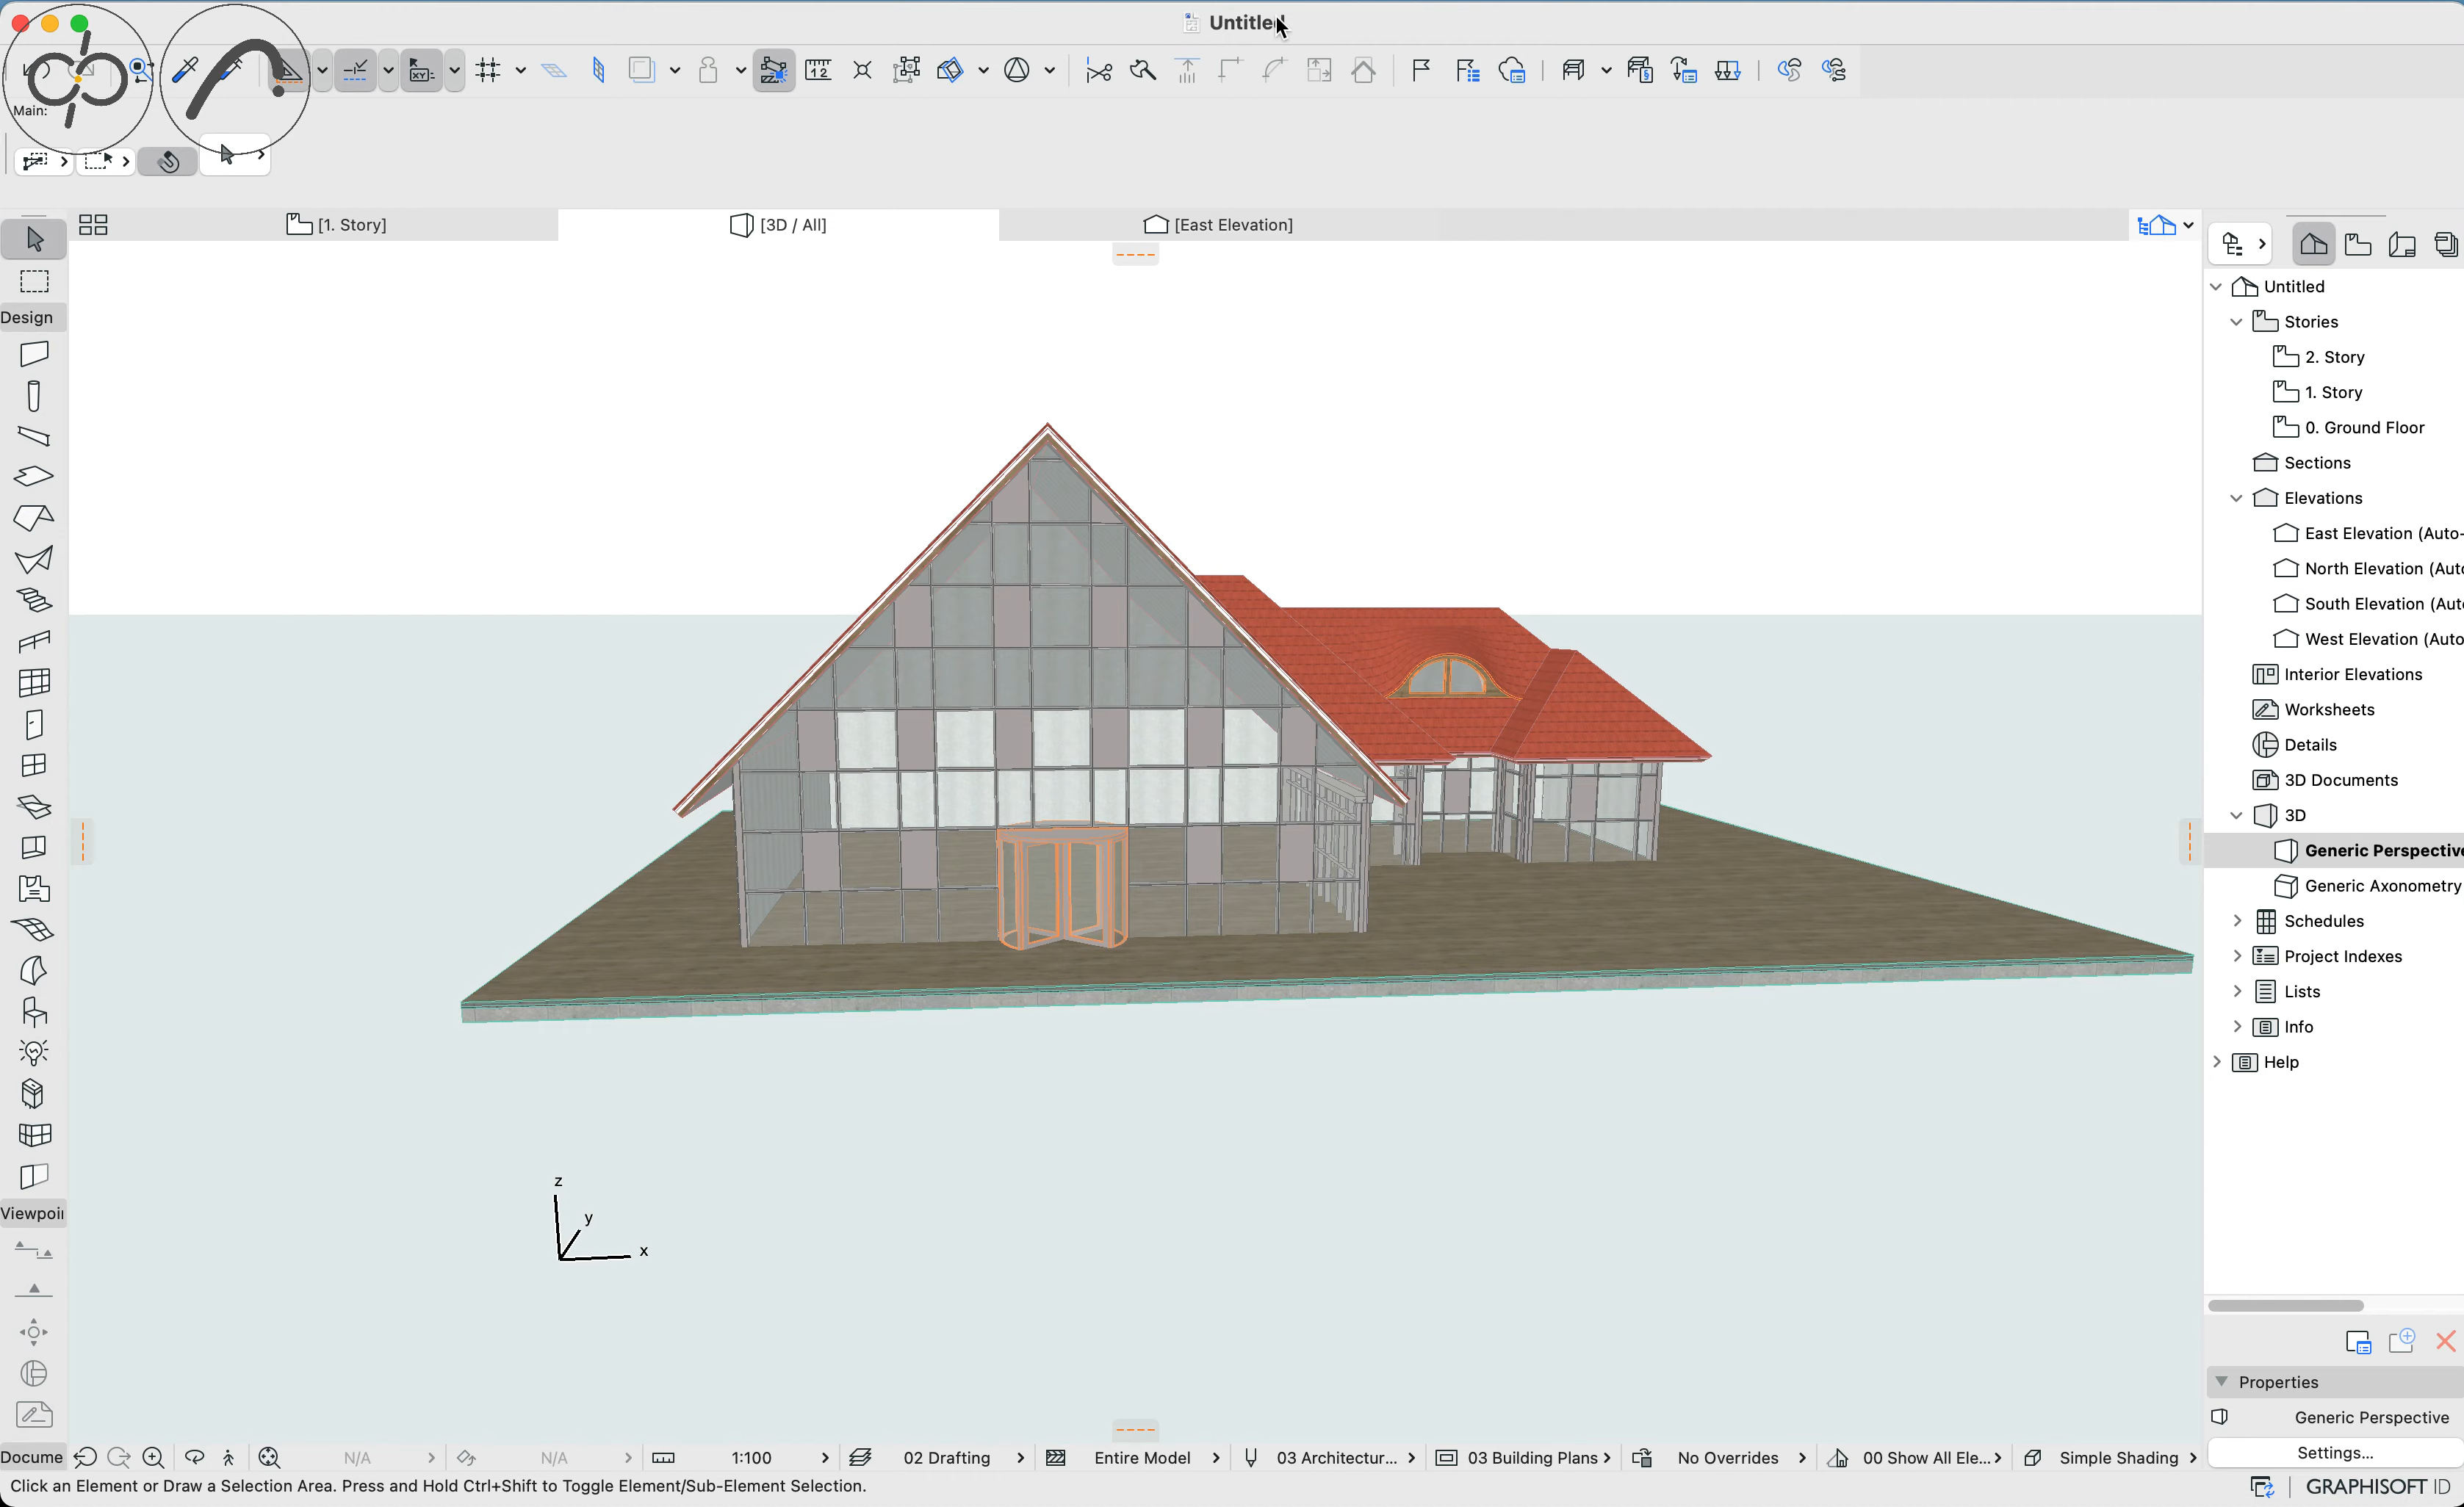 Untitled
Main:
[1. Story]
[3D / All]
[East Elevation]
Design
Viewpoi
Docume
z
y
x
Untitled
Stories
2. Story
1. Story
0. Ground Floor
Sections
Elevations
East Elevation (Auto-
North Elevation (Aut
South Elevation (Aut
West Elevation (Auto
Interior Elevations
Worksheets
Details
3D Documents
3D
Generic Perspective
Generic Axonometry
Schedules
Project Indexes
Lists
Info
Help
Properties
Generic Perspective
Settings...
N/A
N/A
1:100
02 Drafting
Entire Model
03 Architectur...
03 Building Plans
No Overrides
00 Show All Ele...
Simple Shading
Click an Element or Draw a Selection Area. Press and Hold Ctrl+Shift to Toggle Element/Sub-Element Selection.
GRAPHISOFT ID